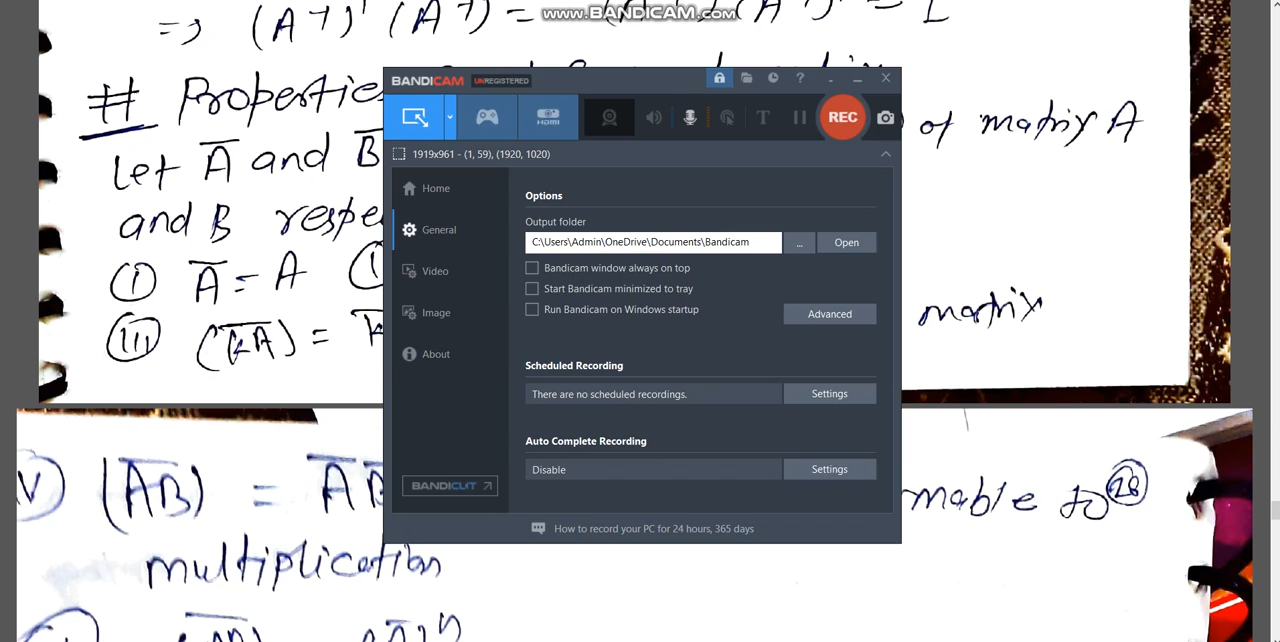 www.BANDICAM.com
=> (A⁻¹)ᶿ (A⁻¹) =
# Properties
of matrix A
Let A̅ and B̅
and B respe
(i) A̅ = A
(iii) (k̅A̅) = k̅
matrix
BANDICAM UNREGISTERED
HDMI
REC
1919x961 - (1, 59), (1920, 1020)
Home
General
Video
Image
About
BANDICUT
Options
Output folder
C:\Users\Admin\OneDrive\Documents\Bandicam
... Open
Bandicam window always on top
Start Bandicam minimized to tray
Run Bandicam on Windows startup
Advanced
Scheduled Recording
There are no scheduled recordings. Settings
Auto Complete Recording
Disable Settings
How to record your PC for 24 hours, 365 days
V) (A̅B̅) = A̅ B̅
mable to 28
multiplication